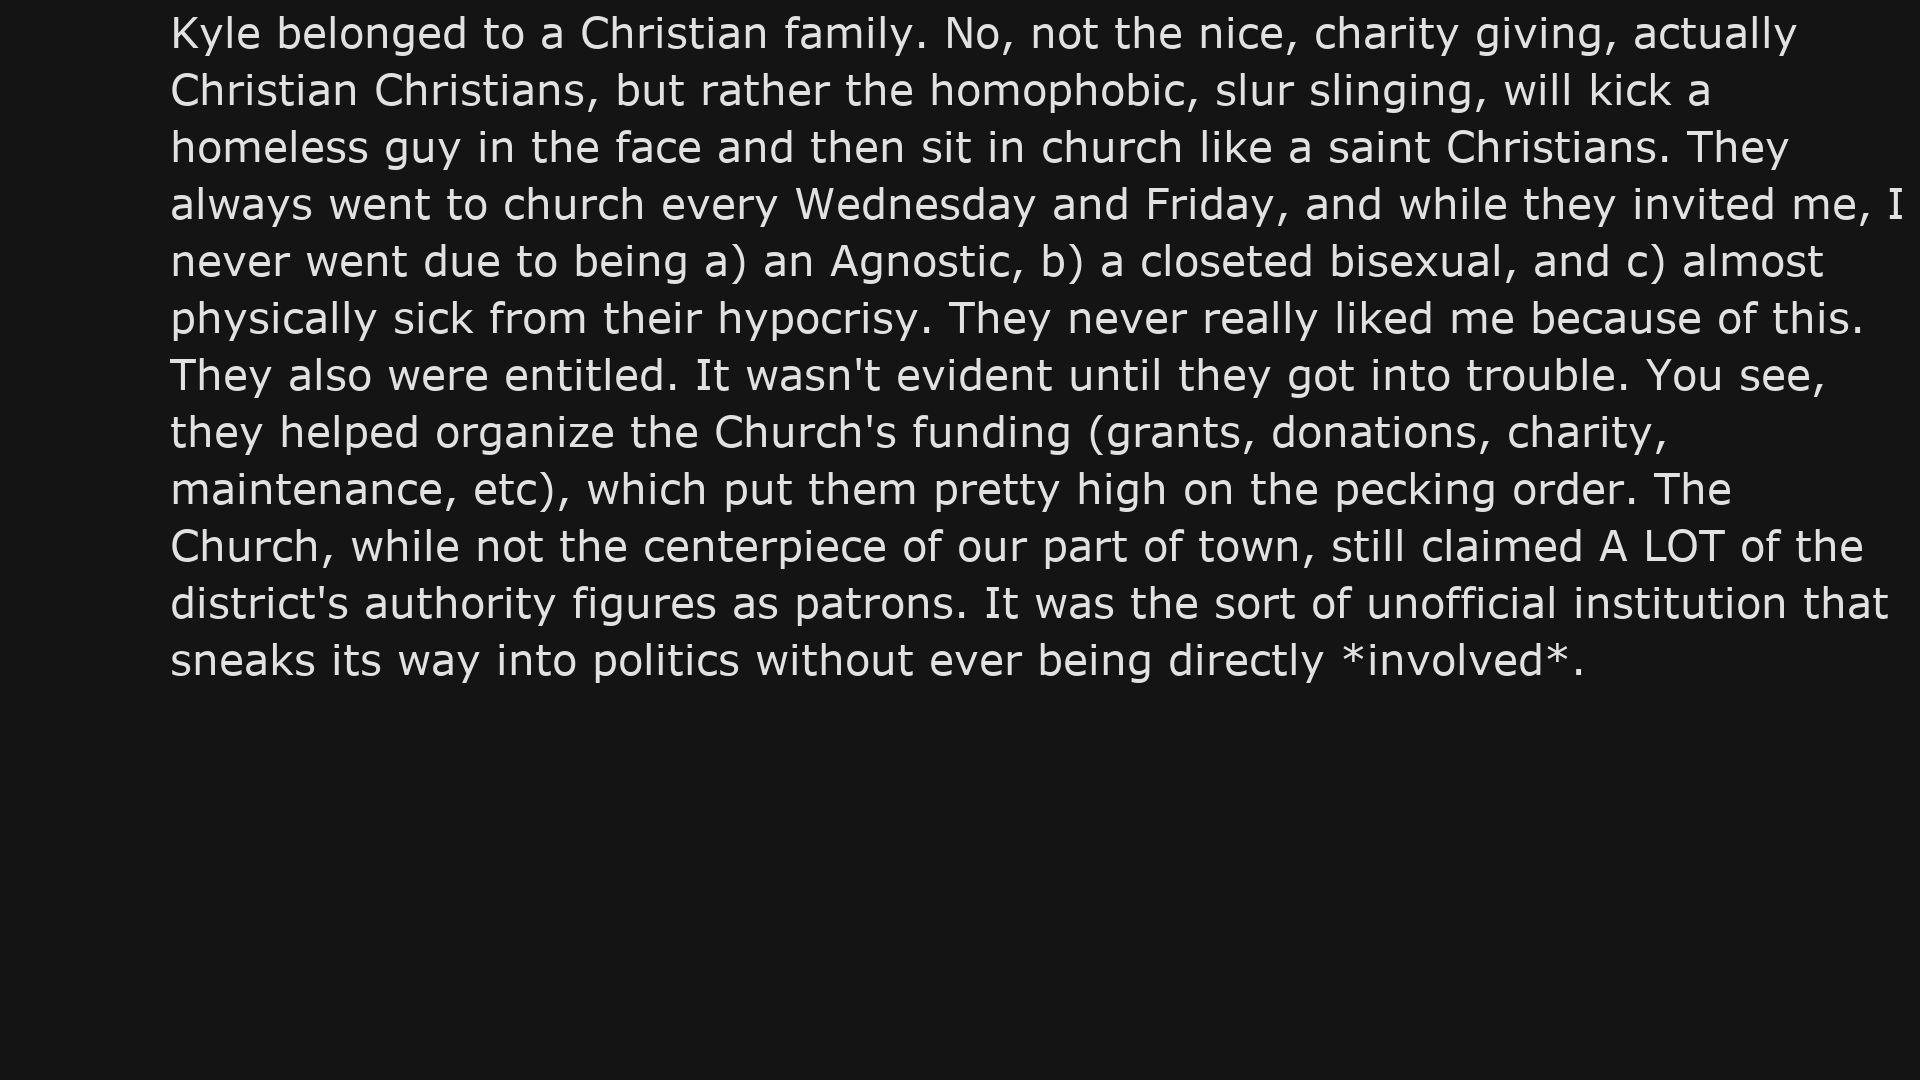 Kyle belonged to a Christian family. No, not the nice, charity giving, actually
Christian Christians, but rather the homophobic, slur slinging, will kick a
homeless guy in the face and then sit in church like a saint Christians. They
always went to church every Wednesday and Friday, and while they invited me, I
never went due to being a) an Agnostic, b) a closeted bisexual, and c) almost
physically sick from their hypocrisy. They never really liked me because of this.
They also were entitled. It wasn't evident until they got into trouble. You see,
they helped organize the Church's funding (grants, donations, charity,
maintenance, etc), which put them pretty high on the pecking order. The
Church, while not the centerpiece of our part of town, still claimed A LOT of the
district's authority figures as patrons. It was the sort of unofficial institution that
sneaks its way into politics without ever being directly *involved*.